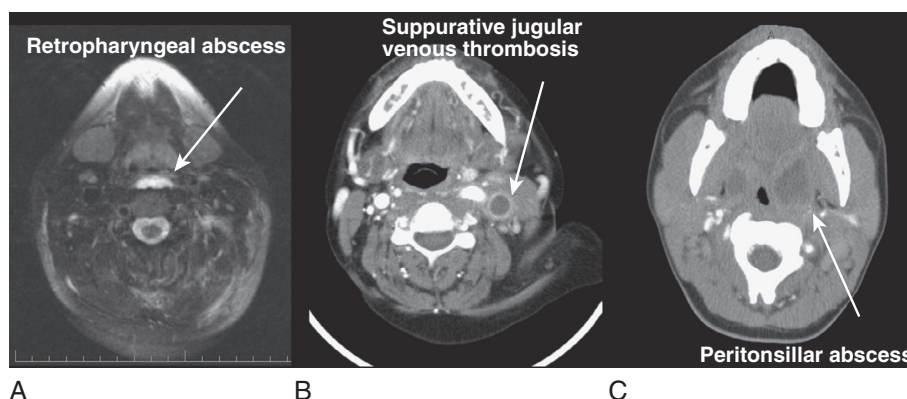 Retropharyngeal abscess
Suppurative jugular
venous thrombosis
A
Peritonsillar abscess
A
B
C